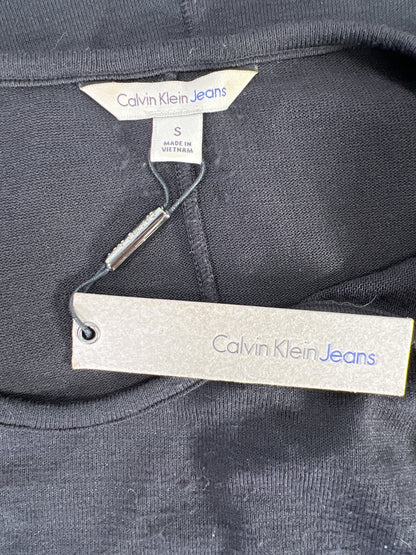 Calvin Klein Jeans
S
MADE IN
VIETNAM
Calvin Klein Jeans